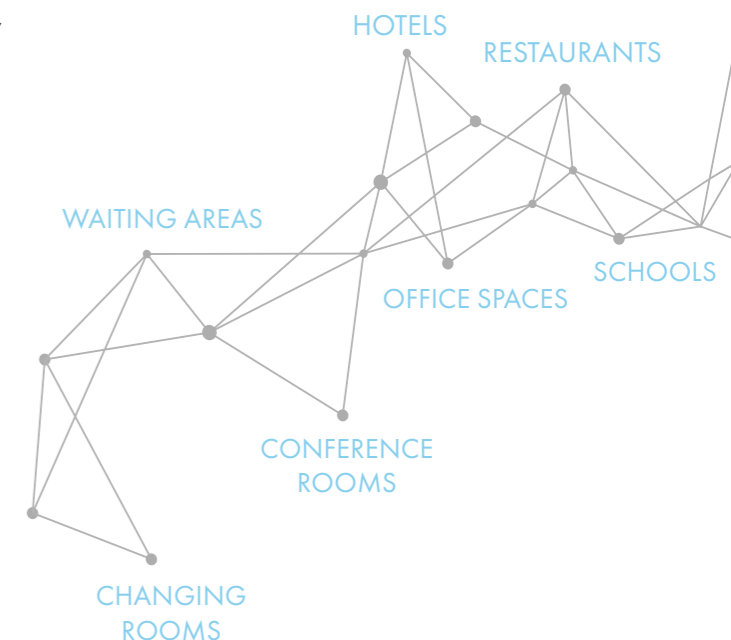 HOTELS
RESTAURANTS
WAITING AREAS
SCHOOLS
OFFICE SPACES
CONFERENCE
ROOMS
CHANGING
ROOMS